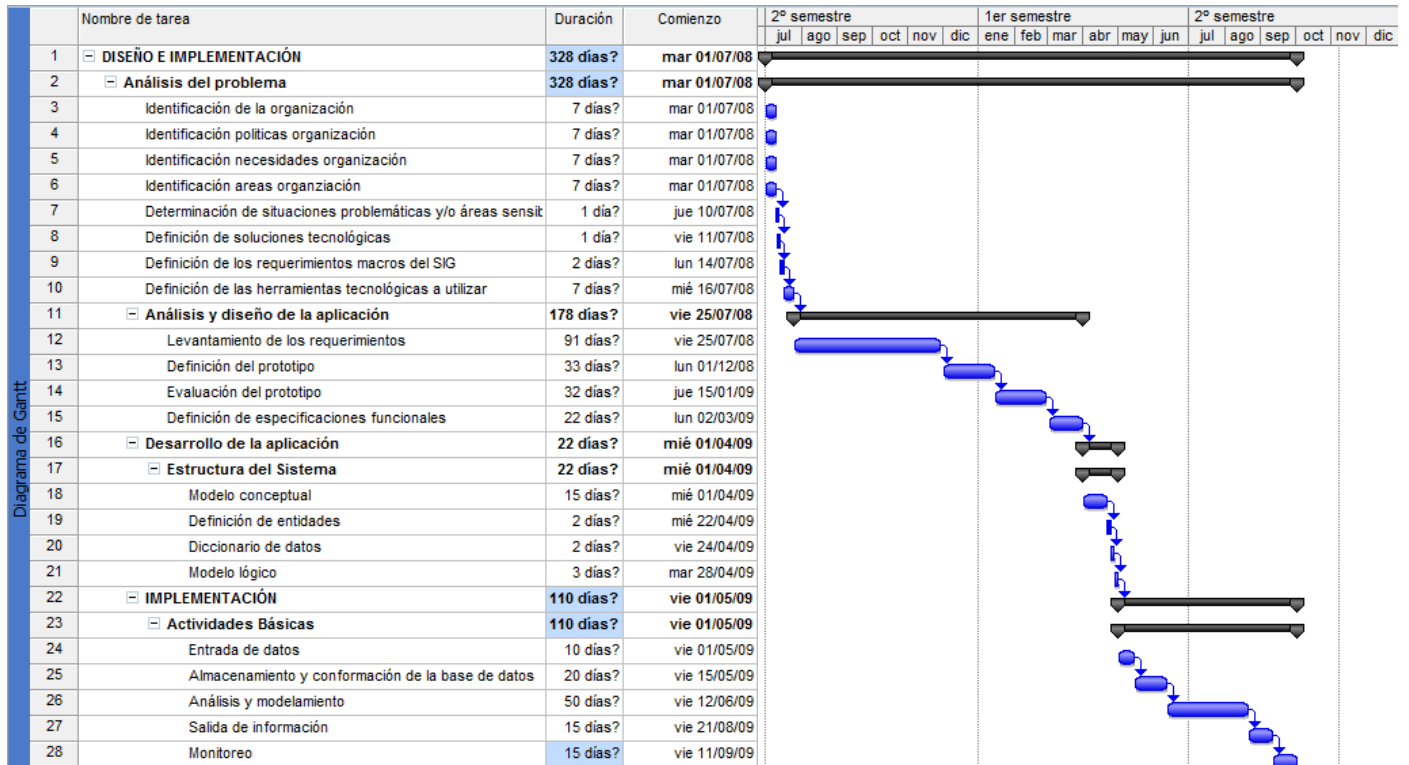 Diagrama de Gantt
Nombre de tarea Duración Comienzo 2º semestre 1er semestre 2º semestre
jul ago sep oct nov dic ene feb mar abr may jun jul ago sep oct nov dic
1 DISEÑO E IMPLEMENTACIÓN 328 días? mar 01/07/08
2 Análisis del problema 328 días? mar 01/07/08
3 Identificación de la organización 7 días? mar 01/07/08
4 Identificación politicas organización 7 días? mar 01/07/08
5 Identificación necesidades organización 7 días? mar 01/07/08
6 Identificación areas organziación 7 días? mar 01/07/08
7 Determinación de situaciones problemáticas y/o áreas sensib 1 día? jue 10/07/08
8 Definición de soluciones tecnológicas 1 día? vie 11/07/08
9 Definición de los requerimientos macros del SIG 2 días? lun 14/07/08
10 Definición de las herramientas tecnológicas a utilizar 7 días? mié 16/07/08
11 Análisis y diseño de la aplicación 178 días? vie 25/07/08
12 Levantamiento de los requerimientos 91 días? vie 25/07/08
13 Definición del prototipo 33 días? lun 01/12/08
14 Evaluación del prototipo 32 días? jue 15/01/09
15 Definición de especificaciones funcionales 22 días? lun 02/03/09
16 Desarrollo de la aplicación 22 días? mié 01/04/09
17 Estructura del Sistema 22 días? mié 01/04/09
18 Modelo conceptual 15 días? mié 01/04/09
19 Definición de entidades 2 días? mié 22/04/09
20 Diccionario de datos 2 días? vie 24/04/09
21 Modelo lógico 3 días? mar 28/04/09
22 IMPLEMENTACIÓN 110 días? vie 01/05/09
23 Actividades Básicas 110 días? vie 01/05/09
24 Entrada de datos 10 días? vie 01/05/09
25 Almacenamiento y conformación de la base de datos 20 días? vie 15/05/09
26 Análisis y modelamiento 50 días? vie 12/06/09
27 Salida de información 15 días? vie 21/08/09
28 Monitoreo 15 días? vie 11/09/09